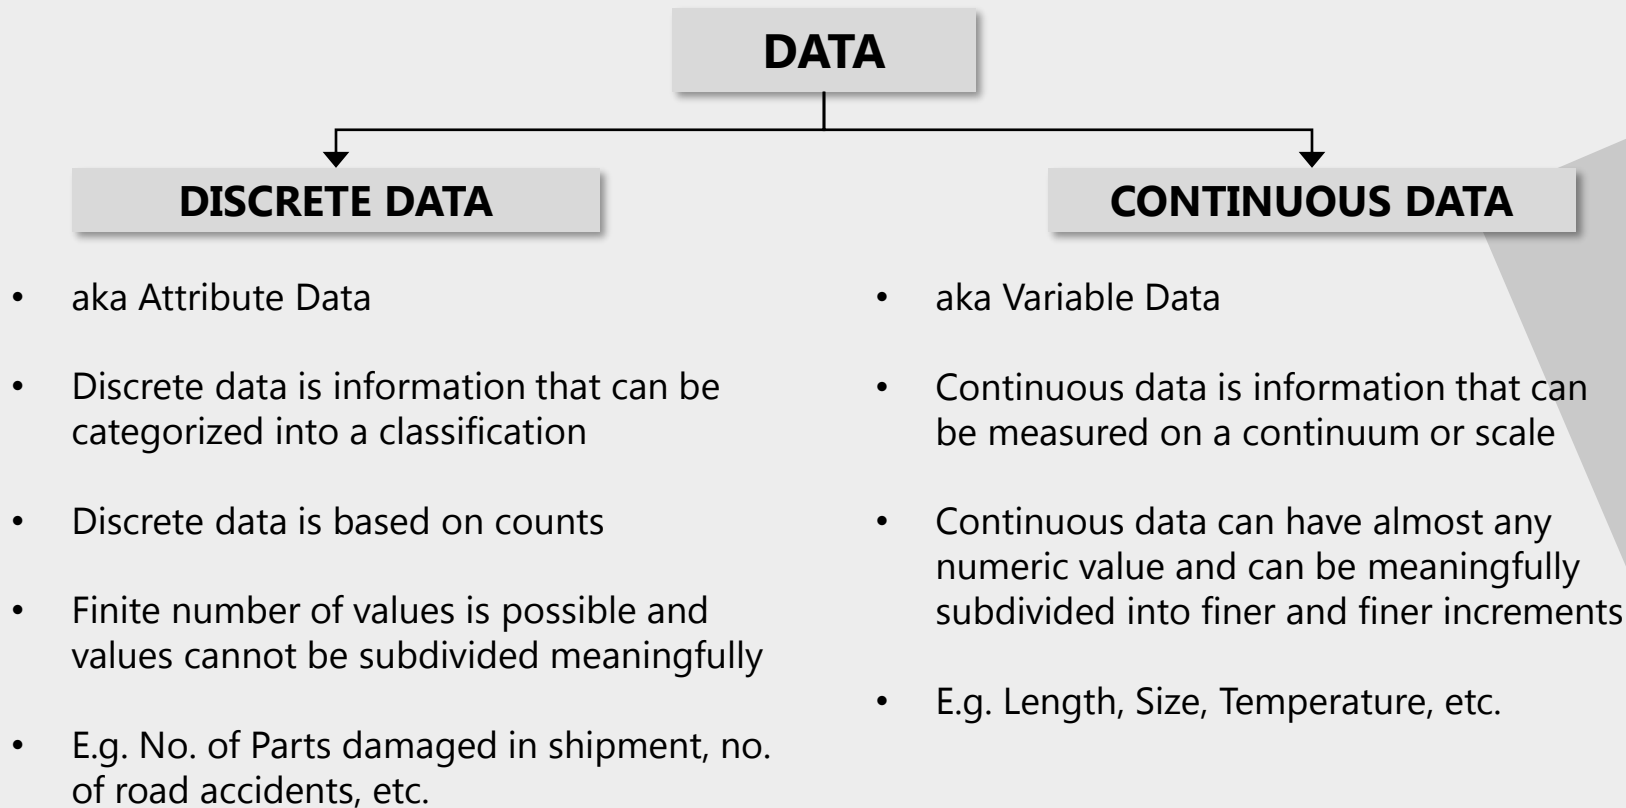 DATA
DISCRETE DATA
• aka Attribute Data
• Discrete data is information that can be
categorized into a classification
• Discrete data is based on counts
• Finite number of values is possible and
values cannot be subdivided meaningfully
• E.g. No. of Parts damaged in shipment, no.
of road accidents, etc.
CONTINUOUS DATA
• aka Variable Data
• Continuous data is information that can
be measured on a continuum or scale
• Continuous data can have almost any
numeric value and can be meaningfully
subdivided into finer and finer increments
• E.g. Length, Size, Temperature, etc.